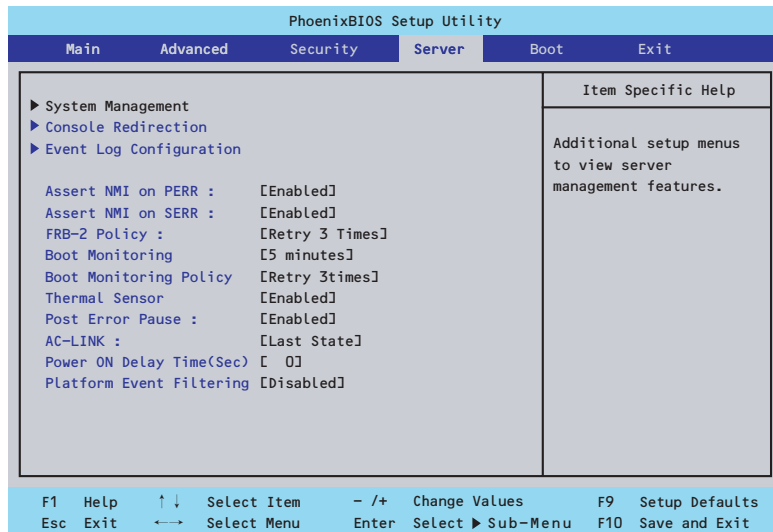 PhoenixBIOS Setup Utility
Main Advanced Security Server Boot Exit
▶ System Management
▶ Console Redirection
▶ Event Log Configuration
Assert NMI on PERR : [Enabled]
Assert NMI on SERR : [Enabled]
FRB-2 Policy : [Retry 3 Times]
Boot Monitoring [5 minutes]
Boot Monitoring Policy [Retry 3times]
Thermal Sensor [Enabled]
Post Error Pause : [Enabled]
AC-LINK : [Last State]
Power ON Delay Time(Sec) [ 0]
Platform Event Filtering [Disabled]
Item Specific Help
Additional setup menus
to view server
management features.
F1 Help ↑↓ Select Item - /+ Change Values F9 Setup Defaults
Esc Exit ←→ Select Menu Enter Select ▶ Sub-Menu F10 Save and Exit